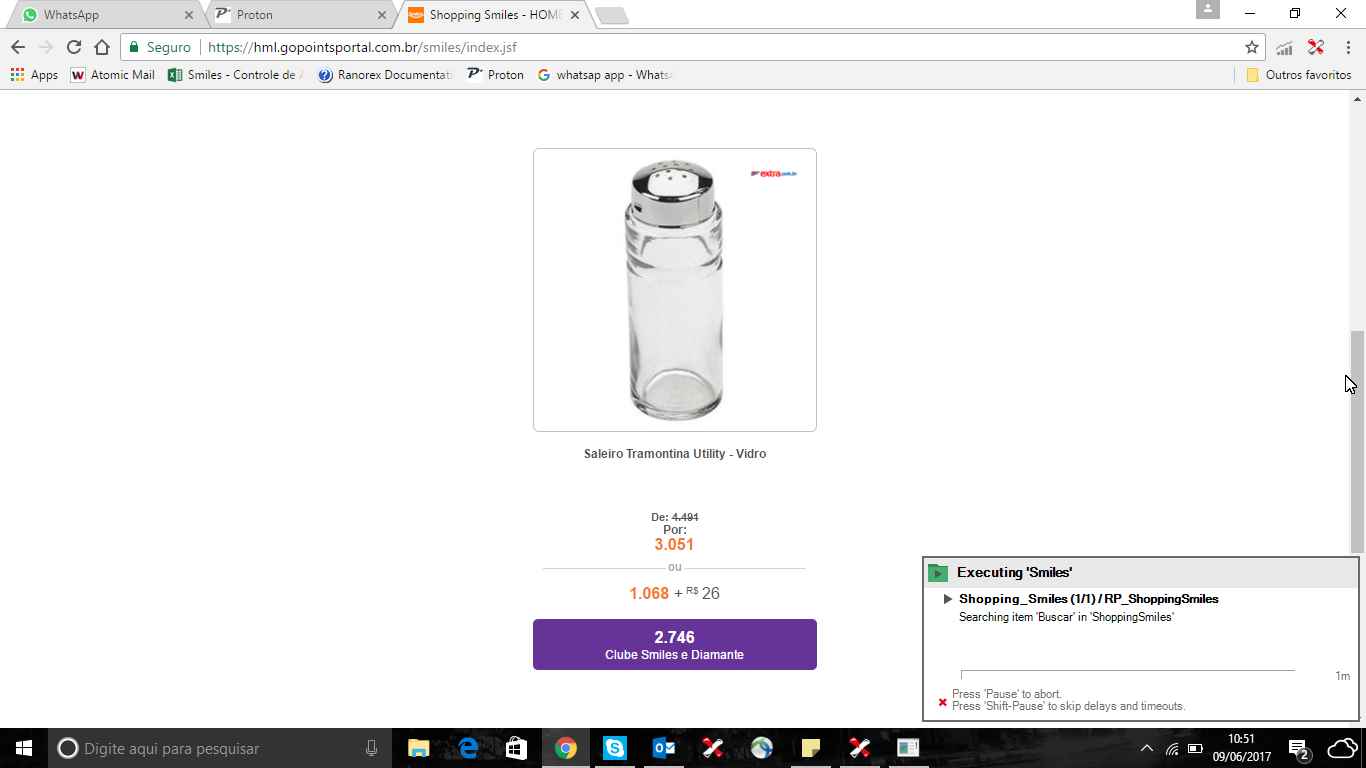 WhatsApp
Proton
Shopping Smiles - HOME
Seguro
https://hml.gopointsportal.com.br/smiles/index.jsf
Apps
Atomic Mail
Smiles - Controle de
Ranorex Documentat
Proton
whatsap app - Whats
Outros favoritos
extra.com.br
Saleiro Tramontina Utility - Vidro
De: 4.491
Por:
3.051
ou
1.068 + R$ 26
2.746
Clube Smiles e Diamante
Executing 'Smiles'
Shopping_Smiles (1/1) / RP_ShoppingSmiles
Searching item 'Buscar' in 'ShoppingSmiles'
1m
Press 'Pause' to abort.
Press 'Shift-Pause' to skip delays and timeouts.
Digite aqui para pesquisar
10:51
09/06/2017
2